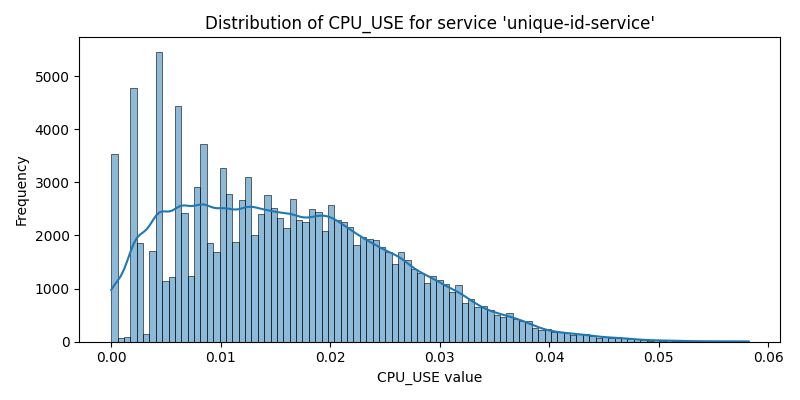 Distribution of CPU_USE for service 'unique-id-service'
Frequency
5000
4000
3000
2000
1000
0
0.00 0.01 0.02 0.03 0.04 0.05 0.06
CPU_USE value